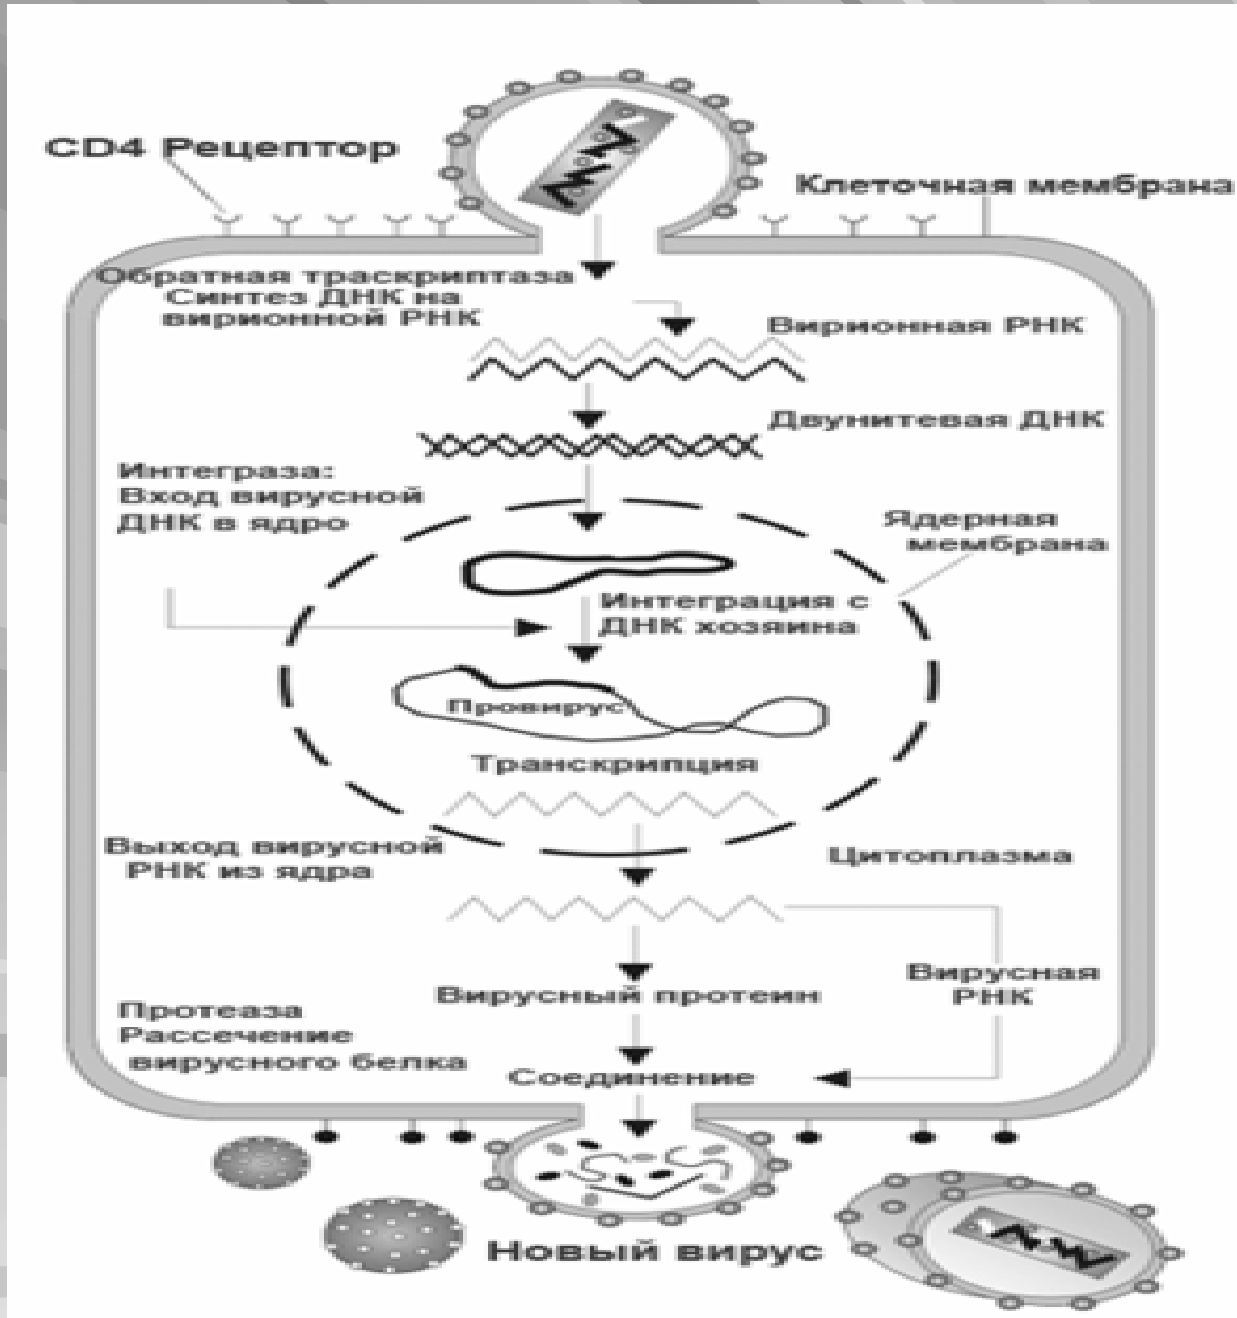 CD4 Рецептор
Клеточная мембрана
Обратная траскриптаза
Синтез ДНК на
вирионной РНК
Вирионная РНК
Двунитевая ДНК
Интеграза:
Вход вирусной
ДНК в ядро
Ядерная
мембрана
Интеграция с
ДНК хозяина
Провирус
Транскрипция
Выход вирусной
РНК из ядра
Цитоплазма
Вирусная
РНК
Вирусный протеин
Протеаза
Рассечение
вирусного белка
Соединение
Новый вирус